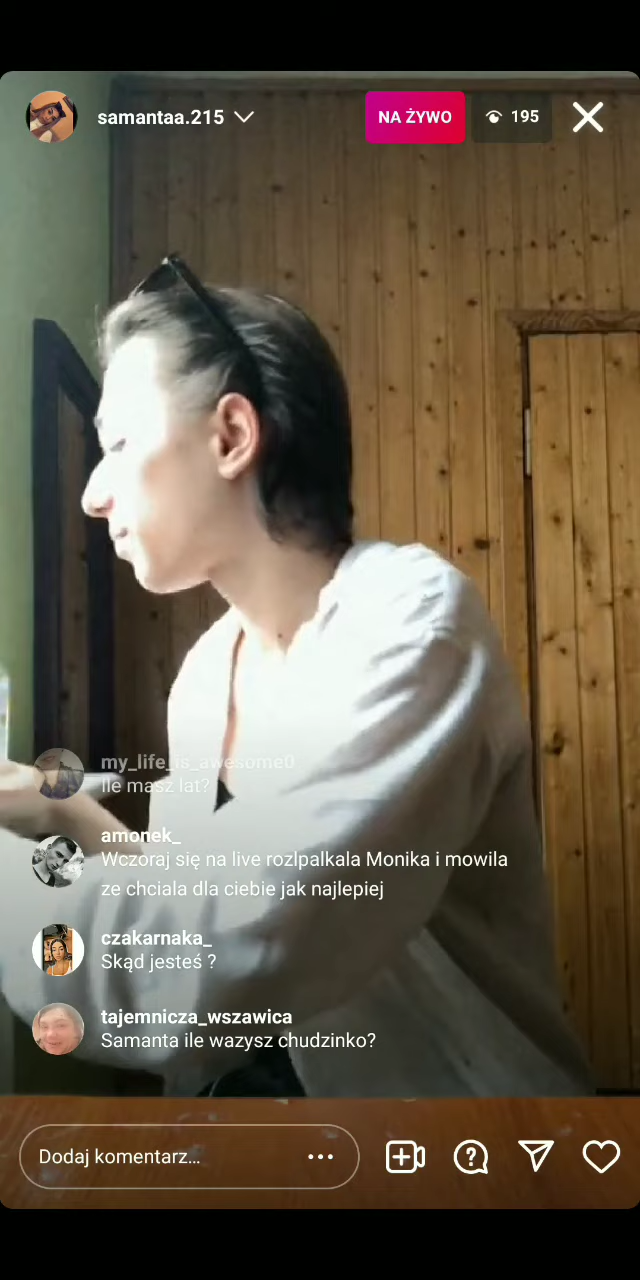 samantaa.215
NA ŻYWO
195
my_life_is_awesome0
Ile masz lat?
amonek_
Wczoraj się na live rozlpalkala Monika i mowila
ze chciala dla ciebie jak najlepiej
czakarnaka_
Skąd jesteś ?
tajemnicza_wszawica
Samanta ile wazysz chudzinko?
Dodaj komentarz...